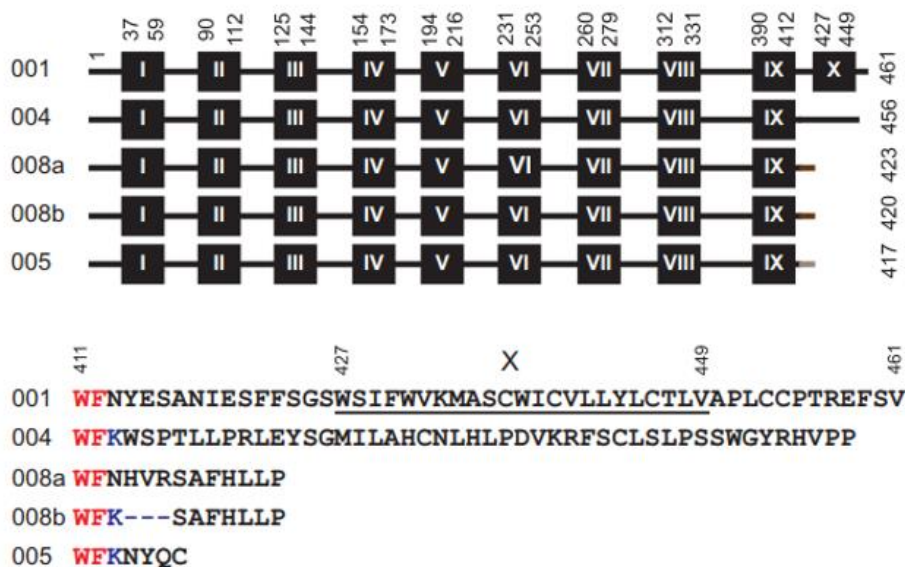 37 59 90 112 125 144 154 173 194 216 231 253 260 279 312 331 390 412 427 449
001 1 I II III IV V VI VII VIII IX X 461
004 I II III IV V VI VII VIII IX 456
008a I II III IV V VI VII VIII IX 423
008b I II III IV V VI VII VIII IX 420
005 I II III IV V VI VII VIII IX 417
411 427 X 449 461
001 WFNYESANIESFFSGSWSIFWVKMASCWICVLLYLCTLVAPLCCPTREFSV
004 WFKWSPTLLPRLEYSGMILAHCNLHLPDVKRFSCLSLPSSWGYRHVPP
008a WFNHVRSAFHLLP
008b WFK---SAFHLLP
005 WFKNYQC